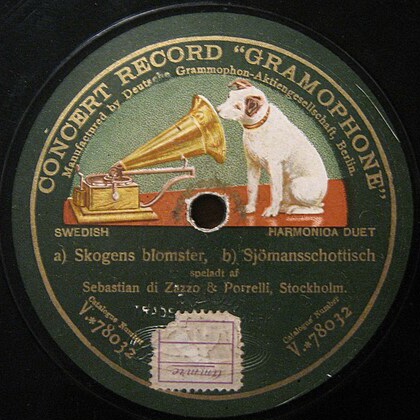 CONCERT RECORD "GRAMOPHONE"
Manufactured by Deutsche Grammophon-Aktiengesellschaft, Berlin.
SWEDISH
HARMONICA DUET
a) Skogens blomster, b) Sjömansschottisch
speladt af
Sebastian di Zazzo & Porrelli, Stockholm.
Catalogue Number
V.*78032
Catalogue Number
V.*78032